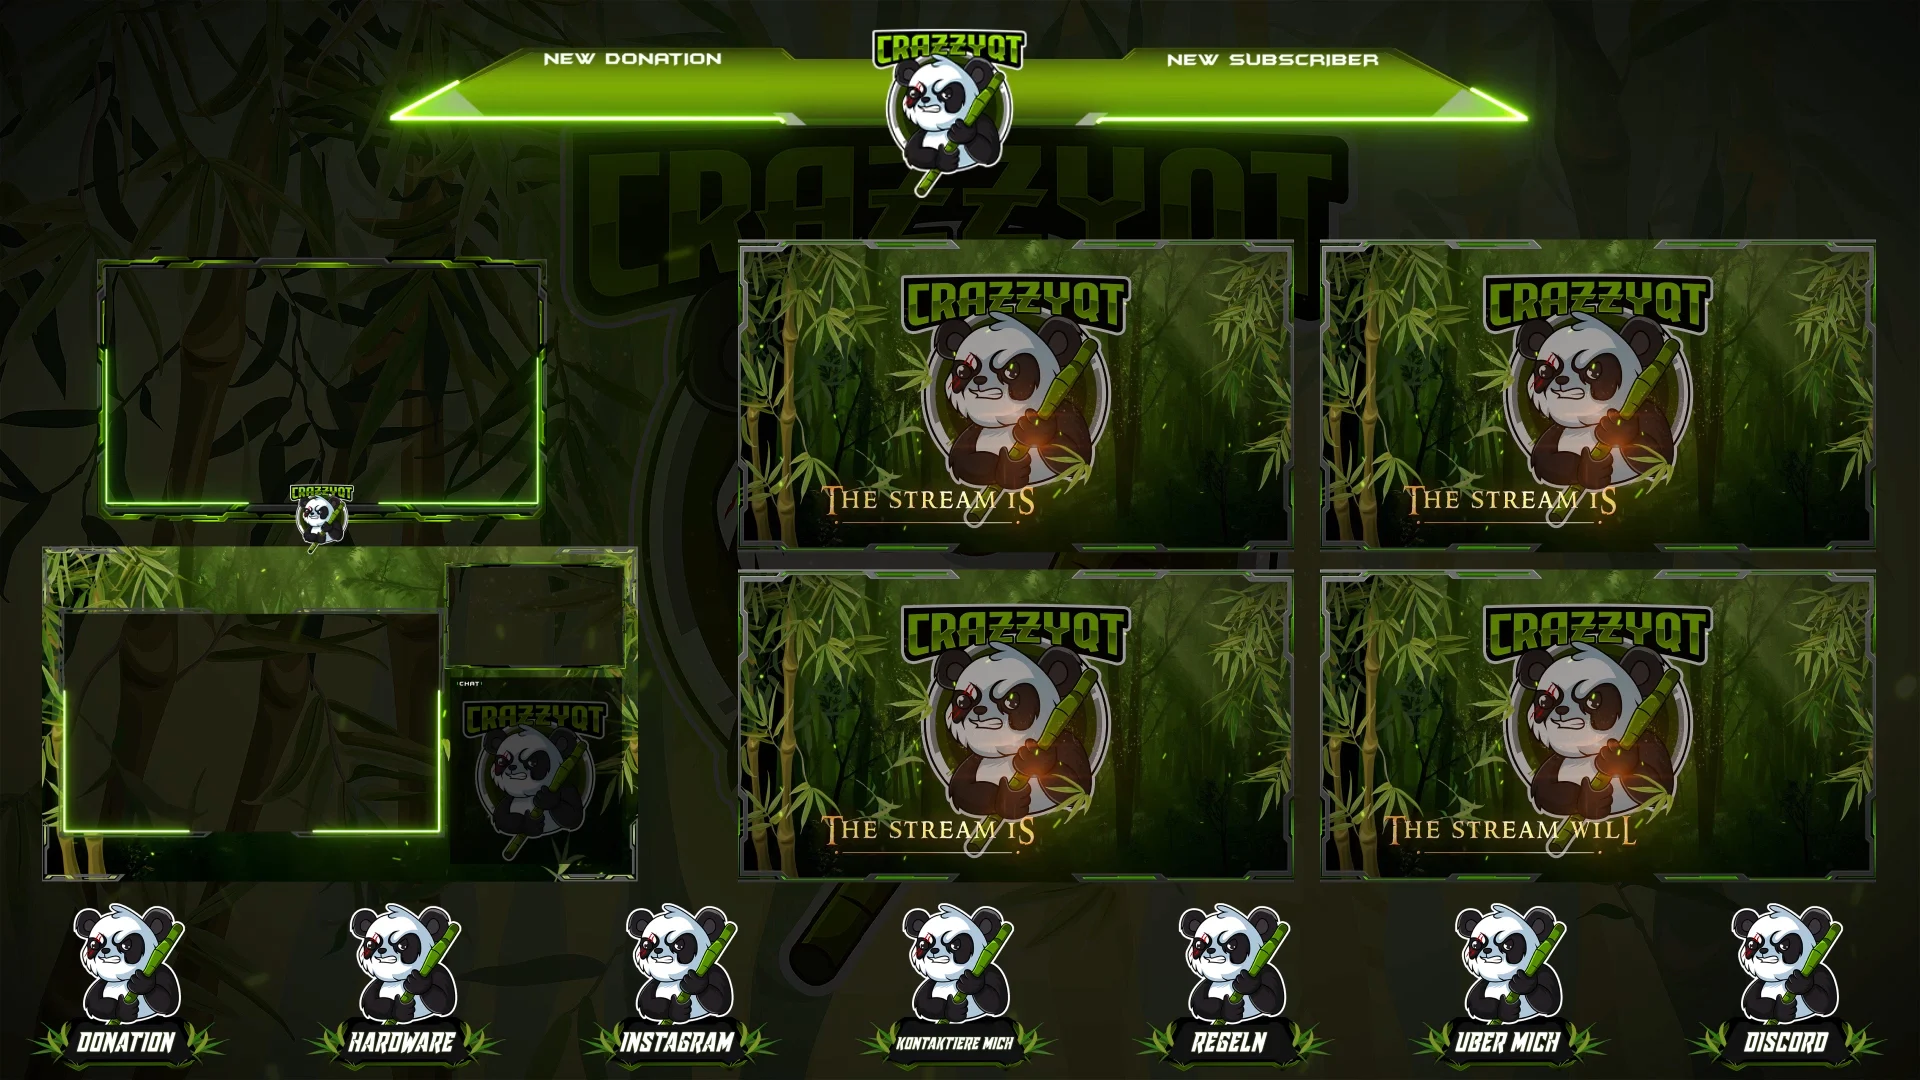 CRAZZYQT
NEW DONATION
NEW SUBSCRIBER
CRAZZYQT
CRAZZYQT
CRAZZYQT
THE STREAM IS
THE STREAM IS
CRAZZYQT
CHAT
CRAZZYQT
CRAZZYQT
CRAZZYQT
THE STREAM IS
THE STREAM WILL
DONATION
HARDWARE
INSTAGRAM
KONTAKTIERE MICH
REGELN
UBER MICH
DISCORD